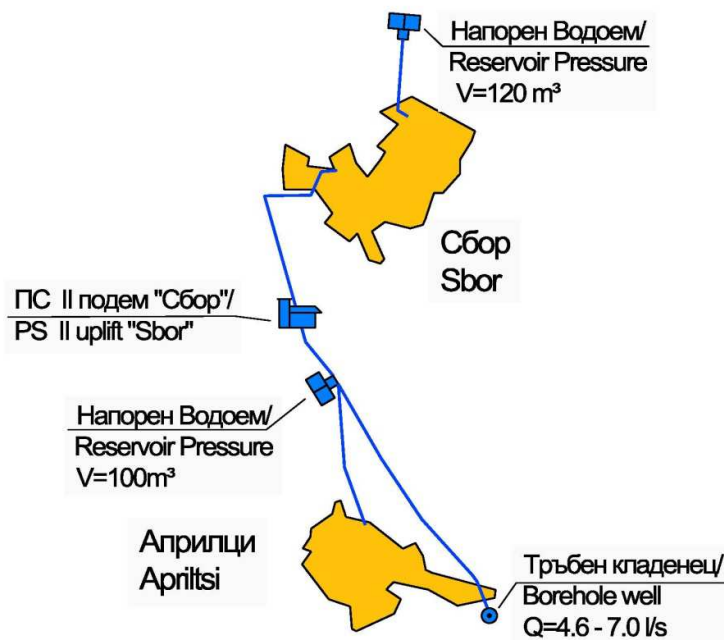 Напорен Водоем/
Reservoir Pressure
V=120 m³
Сбор
Sbor
ПС II подем "Сбор"/
PS II uplift "Sbor"
Напорен Водоем/
Reservoir Pressure
V=100m³
Априлци
Apriltsi
Тръбен кладенец/
Borehole well
Q=4.6 - 7.0 l/s